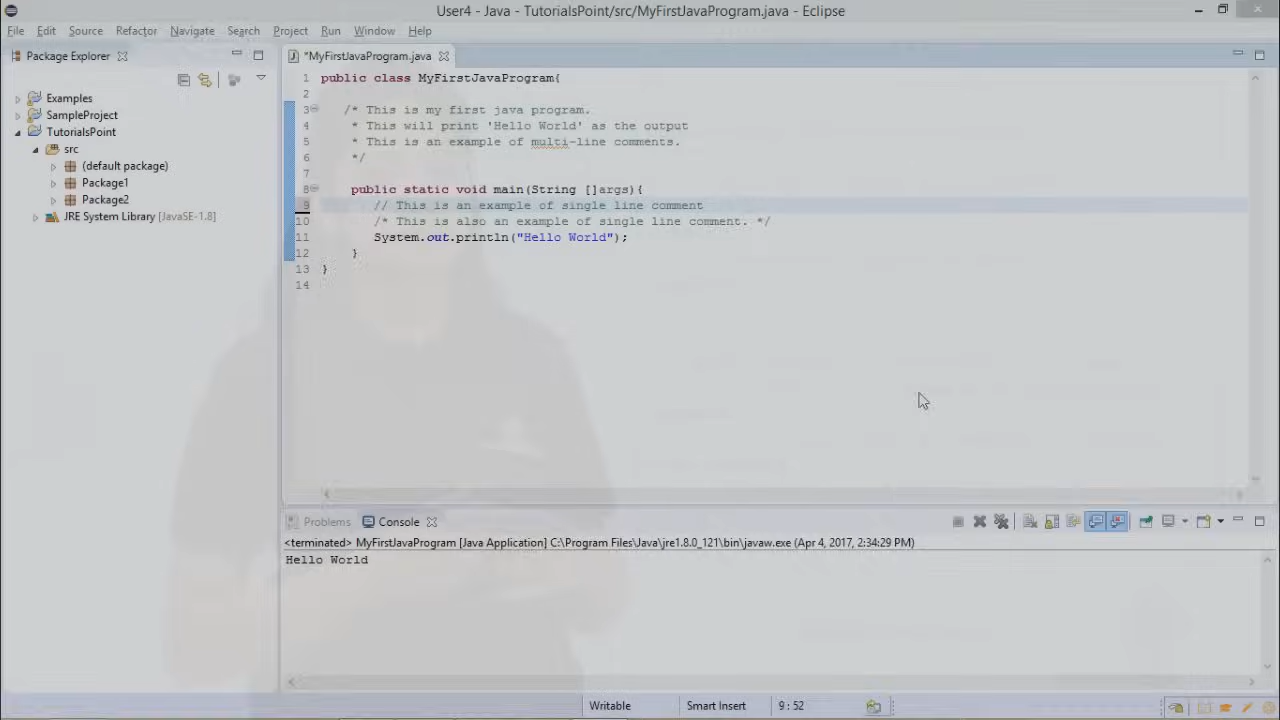 User4 - Java - TutorialsPoint/src/MyFirstJavaProgram.java - Eclipse
File Edit Source Refactor Navigate Search Project Run Window Help
Package Explorer
*MyFirstJavaProgram.java
Examples
SampleProject
TutorialsPoint
src
(default package)
Package1
Package2
JRE System Library [JavaSE-1.8]
1 public class MyFirstJavaProgram{
2
3 /* This is my first java program.
4 * This will print 'Hello World' as the output
5 * This is an example of multi-line comments.
6 */
7
8 public static void main(String []args){
9 // This is an example of single line comment
10 /* This is also an example of single line comment. */
11 System.out.println("Hello World");
12 }
13 }
14
Problems Console
<terminated> MyFirstJavaProgram [Java Application] C:\Program Files\Java\jre1.8.0_121\bin\javaw.exe (Apr 4, 2017, 2:34:29 PM)
Hello World
Writable Smart Insert 9 : 52